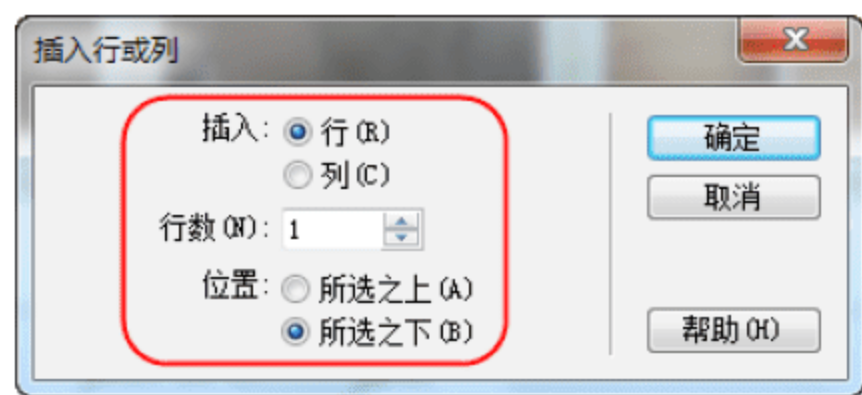 插入行或列
插入: 行(R)
列(C)
行数(N): 1
位置: 所选之上(A)
所选之下(B)
确定
取消
帮助(H)